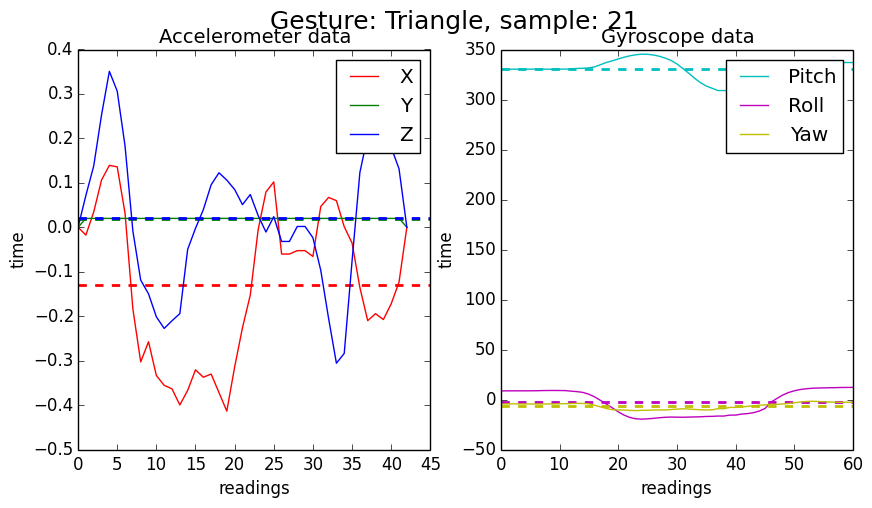 Gesture: Triangle, sample: 21
Accelerometer data
0.4
0.3
0.2
0.1
0.0
−0.1
−0.2
−0.3
−0.4
−0.5
time
X
Y
Z
0 5 10 15 20 25 30 35 40 45
readings
Gyroscope data
350
300
250
200
150
100
50
0
−50
time
Pitch
Roll
Yaw
0 10 20 30 40 50 60
readings